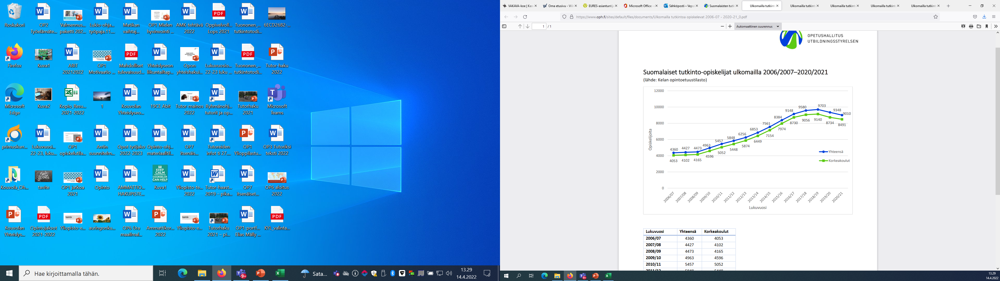 Roskakori
OP2
Työelämäte...
Valmennus...
paketti 202...
Lukio-ohja...
työpaja.11....
Matikan
vaihtaj...
OP1 Mielen
hyvinvointi ...
AMK-tehtävä
2022
Oppivelvoll...
Lops 2021
Tuononen_...
tutkintotodi...
6ECD26B2-...
Firefox
Kuva1
ABIT
20212022
OP1
Motivaatio ...
Mahdolliset
tulevaisuud...
Yhteislyseon
liikuntailtap...
Opon
yhteishakui...
Lukuvuosio...
22-23 luku ...
Tuononen_...
tutkintotodi...
Tutor-haku
2022
Microsoft
Edge
Kuva2
Kopio_Resu...
2021-2022
1
Kouvolan
Yhteislyseo...
19CE Abit
Tutor-mainos
2022
Ryhmänohj...
tutorit ja op...
Tutorhaku
2021
Microsoft
Teams
primuskurr...
Lukuvuosi...
22-23, luku...
OP1
opiskelutila...
Antin
suunnitelm...
Opot työjako
2022-2023
Opinto-ohj...
materiaalitil...
OP7
itsenäis...
Tutoreiden
infot ti 27....
OP1
Ylioppilastu...
OP3 Tutoriksi
teksti 2022
Kouvola_Oh...
tavite
OP1 jatkoa
2021
Opinto
AMMATTIO...
HAKUPISTE...
KEEP
CALM
YOUR SCHOOL
COUNSELOR
CAN HELP
Kuva1
Yliopisto-te...
2022
Tutor-haast...
2019 – pika...
OP7
itsenäiset...
OP6 aloitus
2022
Kouvolan
Yhteislys...
Opintojaksot
2021-2022
Yliopisto-e...
auringonku...
OP6 Ura
maailmal...
Ammattikor...
2022
Yliopisto-e...
Tutorhaku
2021 – pi...
OP1-portf...
Elias Mälly ...
KYL_valinta...
Hae kirjoittamalla tähän.
Sata...
13.29
14.4.2022
VAKAVA-koe | Kasv
Oma etusivu - Wil
EURES-asiantuntija
Microsoft Office -
Sähköposti – Vepsä
Suomalaisten tutki
Ulkomailla tutkinto
Ulkomailla tutkinto
Ulkomailla tutkinto
Ulkomailla tutkinto
Ulkomailla tutkinto
https://www.oph.fi/sites/default/files/documents/Ulkomailla tutkintoa opiskelevat 2006-07 - 2020-21_0.pdf
1 / 1
Automaattinen suurennus
OPETUSHALLITUS
UTBILDNINGSSTYRELSEN
Suomalaiset tutkinto-opiskelijat ulkomailla 2006/2007–2020/2021
(lähde: Kelan opintoetuustilasto)
12000
10000
8000
6000
4000
2000
0
Opiskelijoita
4360 4427 4473 4963 5457 5848 6256 6853 7561 8384 9148 9580 9703 9348 9010
4053 4102 4165 4596 5052 5448 5874 6449 7154 7974 8730 9056 9140 8734 8491
Yhteensä
Korkeakoulut
2006/07 2007/08 2008/09 2009/10 2010/11 2011/12 2012/13 2013/14 2014/15 2015/16 2016/17 2017/18 2018/19 2019/20 2020/21
Lukuvuosi
Lukuvuosi Yhteensä Korkeakoulut
2006/07 4360 4053
2007/08 4427 4102
2008/09 4473 4165
2009/10 4963 4596
2010/11 5457 5052
2011/12 5848 5448
13.29
14.4.2022